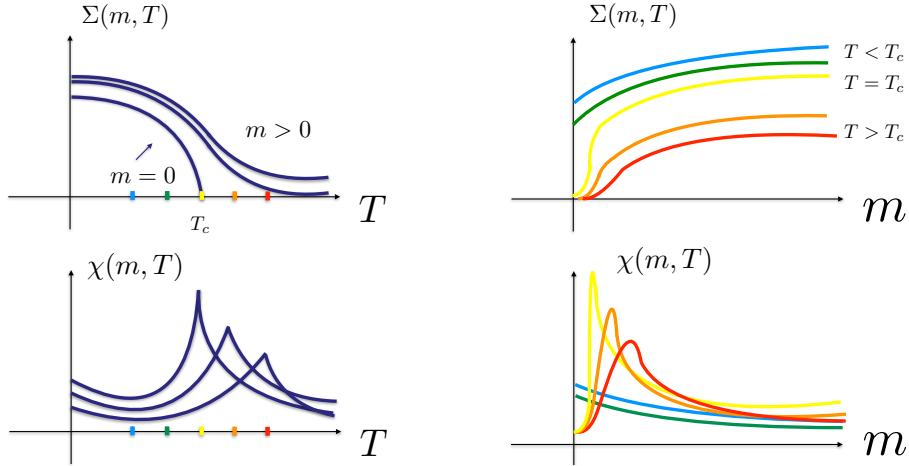 Σ(m, T)
m > 0
m = 0
T_c
T
Σ(m, T)
T < T_c
T = T_c
T > T_c
m
χ(m, T)
T
χ(m, T)
m